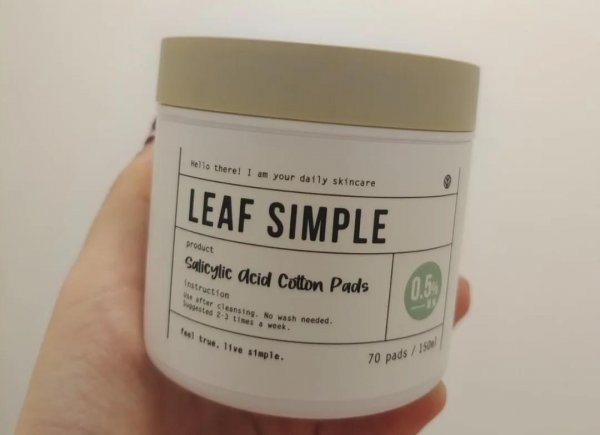 Hello there! I am your daily skincare
LEAF SIMPLE
product
Salicylic Acid Cotton Pads
0.5%
instruction
Use after cleansing. No wash needed.
Suggested 2-3 times a week.
feel true, live simple.
70 pads / 150ml